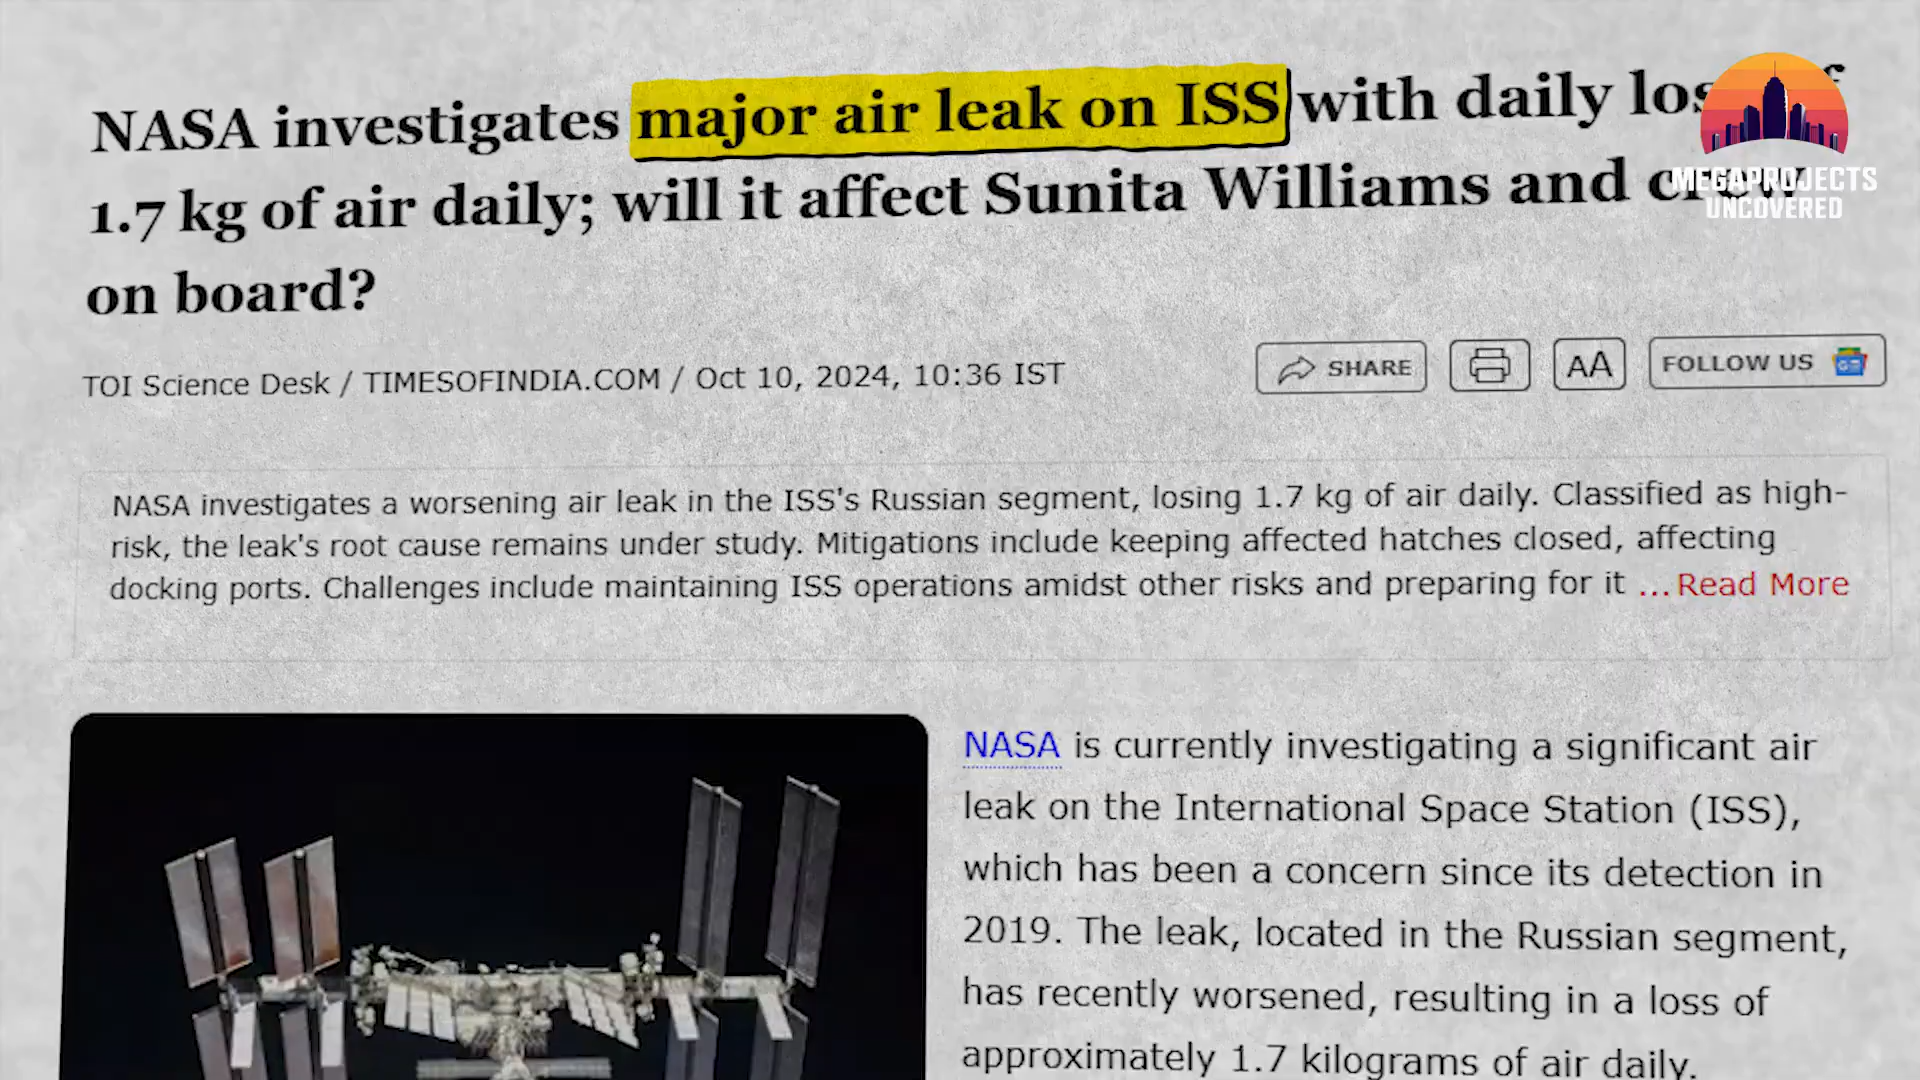 NASA investigates major air leak on ISS with daily loss of
1.7 kg of air daily; will it affect Sunita Williams and crew
on board?
MEGAPROJECTS
UNCOVERED
TOI Science Desk / TIMESOFINDIA.COM / Oct 10, 2024, 10:36 IST
SHARE
AA
FOLLOW US
NASA investigates a worsening air leak in the ISS's Russian segment, losing 1.7 kg of air daily. Classified as high-
risk, the leak's root cause remains under study. Mitigations include keeping affected hatches closed, affecting
docking ports. Challenges include maintaining ISS operations amidst other risks and preparing for it ...Read More
NASA is currently investigating a significant air
leak on the International Space Station (ISS),
which has been a concern since its detection in
2019. The leak, located in the Russian segment,
has recently worsened, resulting in a loss of
approximately 1.7 kilograms of air daily.